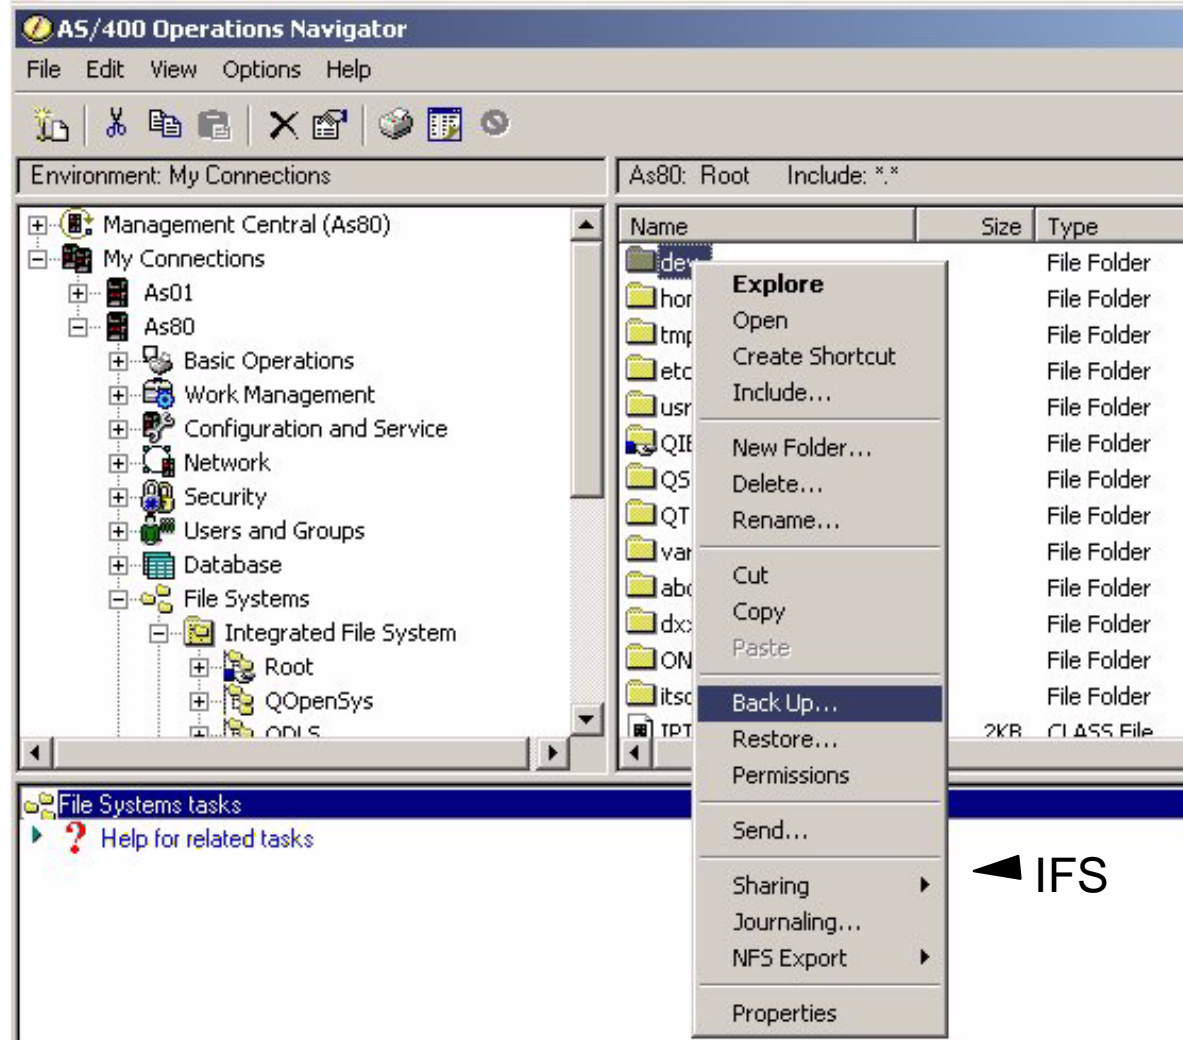 AS/400 Operations Navigator
File Edit View Options Help
Environment: My Connections
As80: Root Include: *.*
Management Central (As80)
My Connections
As01
As80
Basic Operations
Work Management
Configuration and Service
Network
Security
Users and Groups
Database
File Systems
Integrated File System
Root
QOpenSys
Name Size Type
dev File Folder
File Folder
tmp File Folder
etc File Folder
usr File Folder
File Folder
File Folder
File Folder
var File Folder
File Folder
File Folder
File Folder
File Folder
2KB CLASS File
Explore
Open
Create Shortcut
Include...
New Folder...
Delete...
Rename...
Cut
Copy
Paste
Back Up...
Restore...
Permissions
Send...
Sharing
Journaling...
NFS Export
Properties
File Systems tasks
? Help for related tasks
IFS